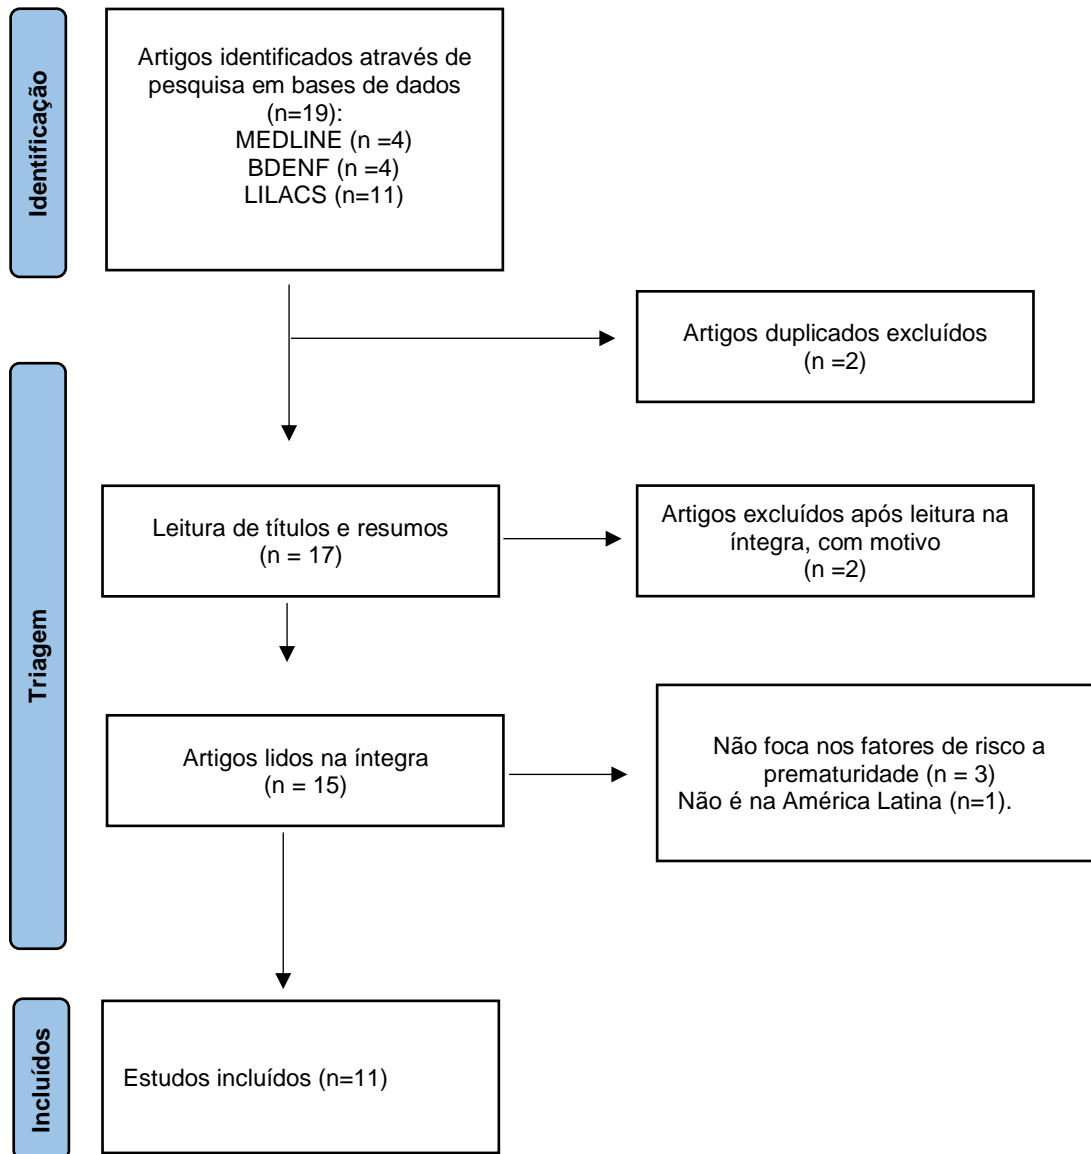 Identificação
Artigos identificados através de
pesquisa em bases de dados
(n=19):
MEDLINE (n =4)
BDENF (n =4)
LILACS (n=11)
Artigos duplicados excluídos
(n =2)
Triagem
Leitura de títulos e resumos
(n = 17)
Artigos excluídos após leitura na
íntegra, com motivo
(n =2)
Artigos lidos na íntegra
(n = 15)
Não foca nos fatores de risco a
prematuridade (n = 3)
Não é na América Latina (n=1).
Incluídos
Estudos incluídos (n=11)